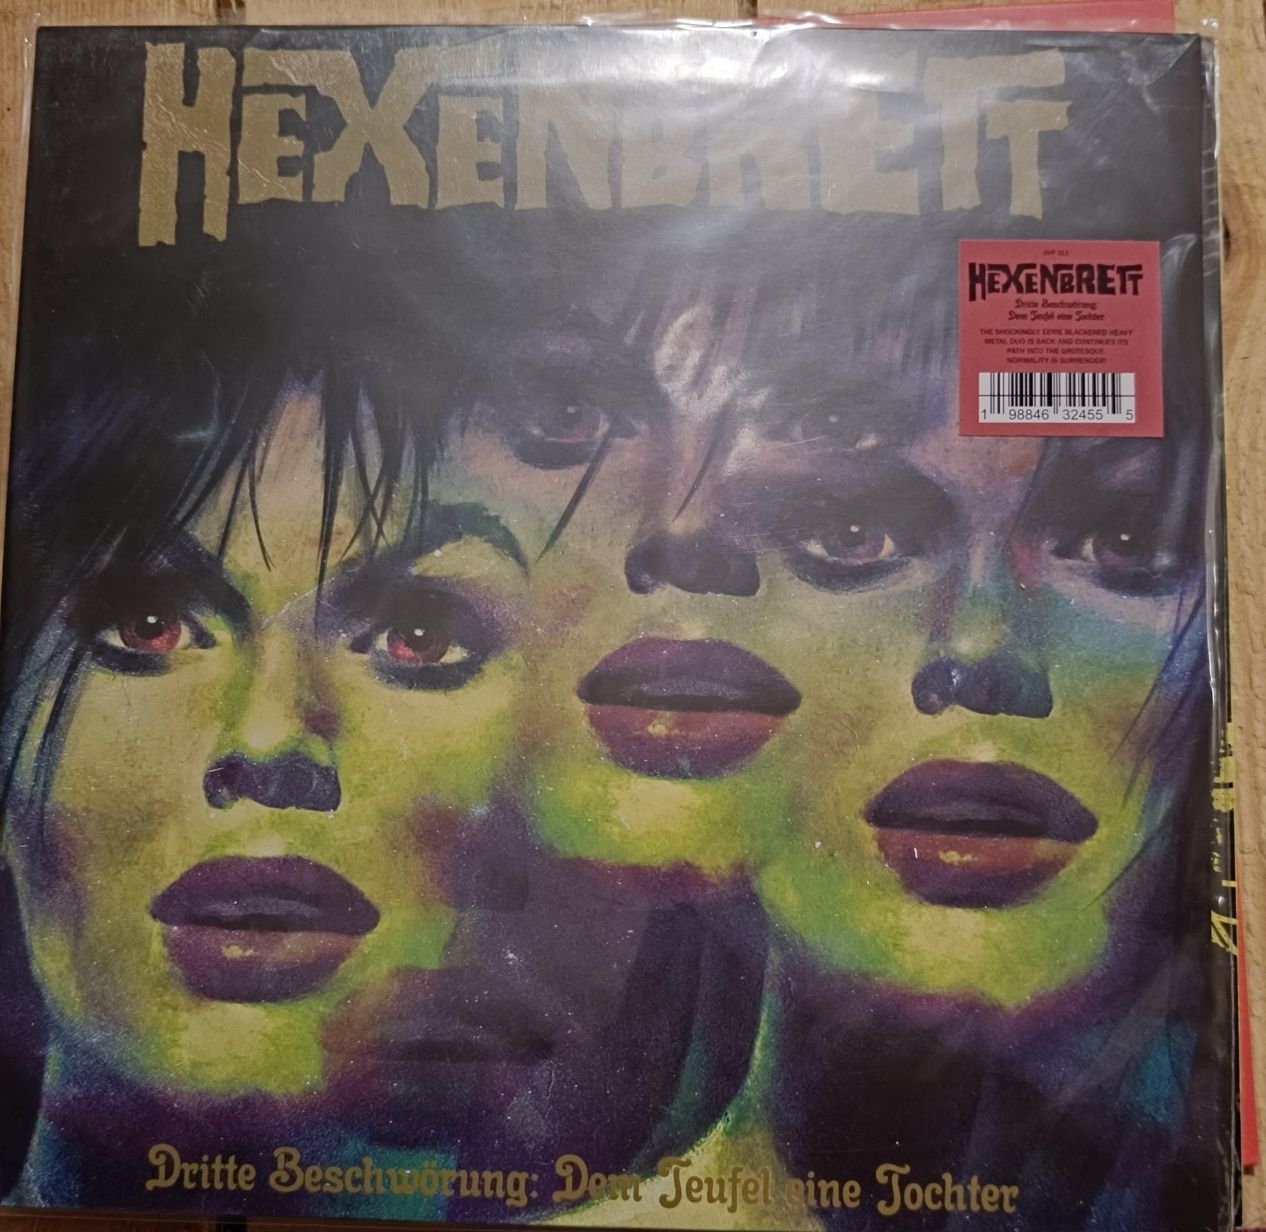 HEXENBRETT
HEXENBRETT
Dritte Beschwörung:
Dem Teufel eine Tochter
THE SHOCKINGLY EERIE BLACKENED HEAVY
METAL DUO IS BACK AND CONTINUES ITS
PATH INTO THE GROTESQUE.
NORMALITY IS SURRENDER!
1 98846 32455 5
Dritte Beschwörung: Dem Teufel eine Tochter